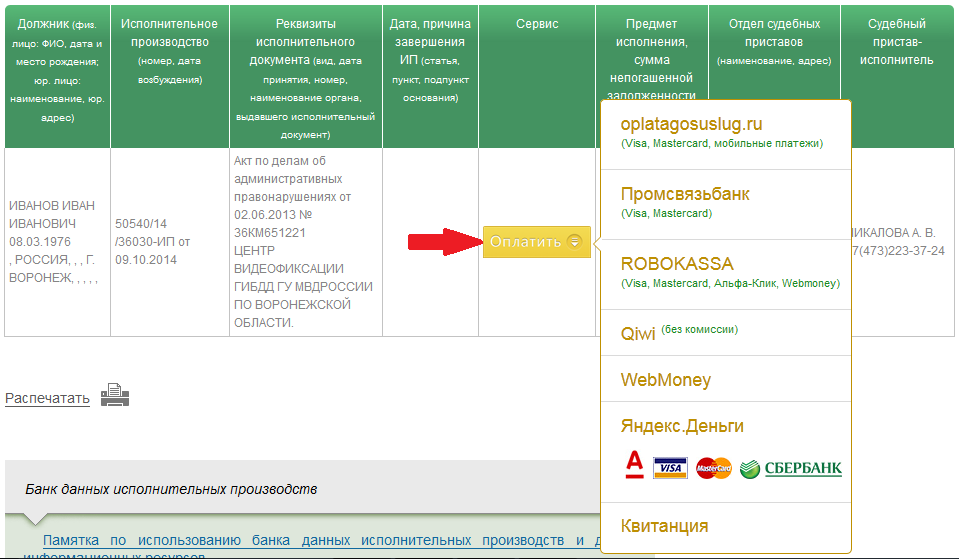 Должник (физ.
лицо: ФИО, дата и
место рождения;
юр. лицо:
наименование, юр.
адрес)
Исполнительное
производство
(номер, дата
возбуждения)
Реквизиты
исполнительного
документа (вид, дата
принятия, номер,
наименование органа,
выдавшего исполнительный
документ)
Дата, причина
завершения
ИП (статья,
пункт, подпункт
основания)
Сервис
Предмет
исполнения,
сумма
непогашенной
задолженности
Отдел судебных
приставов
(наименование, адрес)
Судебный
пристав-
исполнитель
ИВАНОВ ИВАН
ИВАНОВИЧ
08.03.1976
, РОССИЯ, , , Г.
ВОРОНЕЖ, , , , ,
50540/14
/36030-ИП от
09.10.2014
Акт по делам об
административных
правонарушениях от
02.06.2013 №
36КМ651221
ЦЕНТР
ВИДЕОФИКСАЦИИ
ГИБДД ГУ МВДРОССИИ
ПО ВОРОНЕЖСКОЙ
ОБЛАСТИ.
Оплатить
oplatagosuslug.ru
(Visa, Mastercard, мобильные платежи)
Промсвязьбанк
(Visa, Mastercard)
ROBOKASSA
(Visa, Mastercard, Альфа-Клик, Webmoney)
Qiwi (без комиссии)
WebMoney
Яндекс.Деньги
VISA MasterCard СБЕРБАНК
Квитанция
ИКАЛОВА А. В.
7(473)223-37-24
Распечатать
Банк данных исполнительных производств
Памятка по использованию банка данных исполнительных производств и д
информационных ресурсов